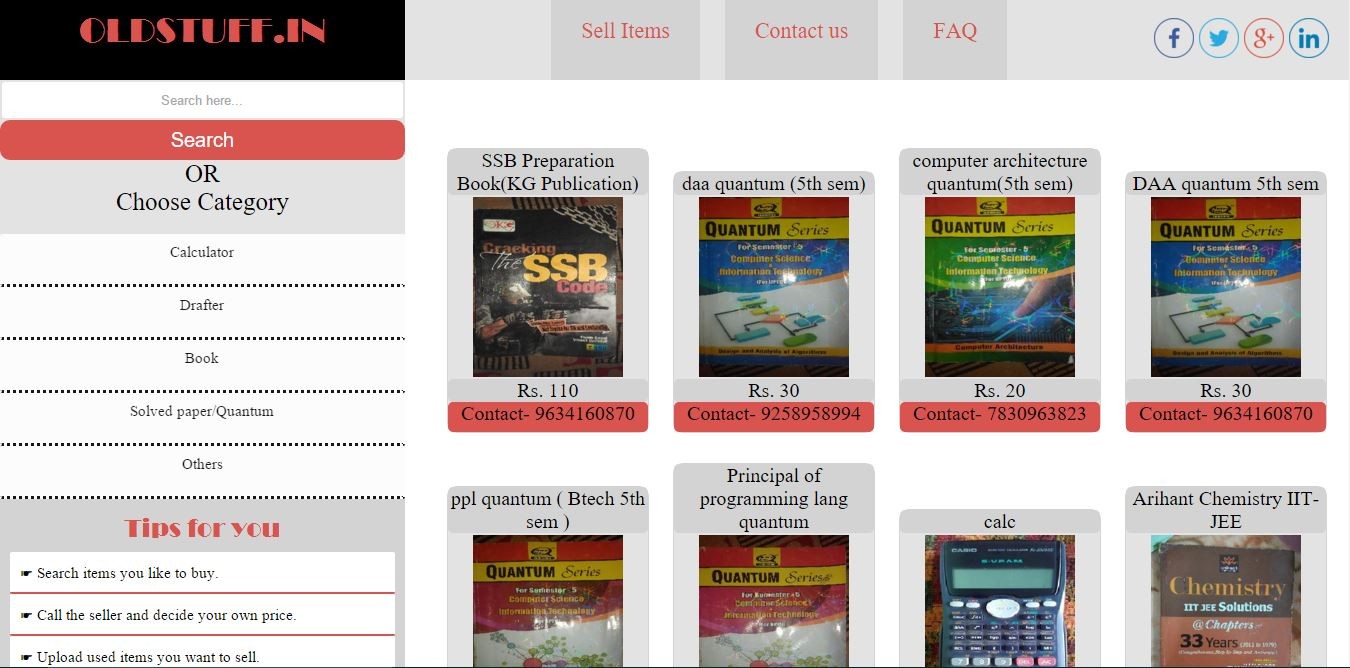 OLDSTUFF.IN
Sell Items
Contact us
FAQ
Search here...
Search
OR
Choose Category
Calculator
Drafter
Book
Solved paper/Quantum
Others
Tips for you
☛ Search items you like to buy.
☛ Call the seller and decide your own price.
☛ Upload used items you want to sell.
SSB Preparation
Book(KG Publication)
Cracking
The SSB
Code
Rs. 110
Contact- 9634160870
daa quantum (5th sem)
QUANTUM Series
For Semester - 5
Computer Science
Information Technology
Design and Analysis of Algorithms
Rs. 30
Contact- 9258958994
computer architecture
quantum(5th sem)
QUANTUM Series
For Semester - 5
Computer Science
Information Technology
Computer Architecture
Rs. 20
Contact- 7830963823
DAA quantum 5th sem
QUANTUM Series
For Semester - 5
Computer Science
Information Technology
Design and Analysis of Algorithms
Rs. 30
Contact- 9634160870
ppl quantum ( Btech 5th
sem )
QUANTUM Series
For Semester - 5
Computer Science
Information Technology
Principal of
programming lang
quantum
QUANTUM Series
For Semester - 5
Computer Science
Information Technology
calc
CASIO
S-V.P.A.M.
7 8 9 DEL AC
Arihant Chemistry IIT-
JEE
Chemistry
IIT JEE Solutions
@Chapters
33 Years